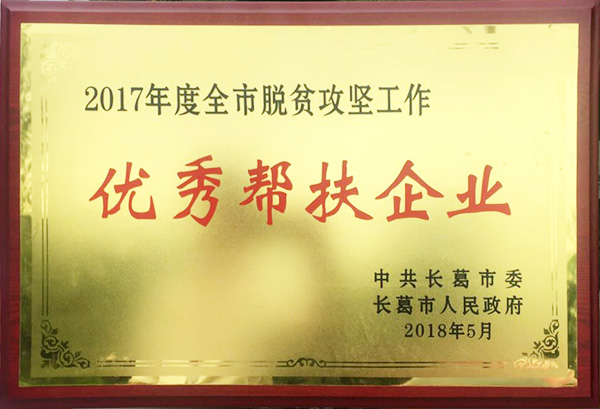 2017年度全市脱贫攻坚工作
优秀帮扶企业
中共长葛市委
长葛市人民政府
2018年5月